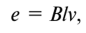 e = Blv,